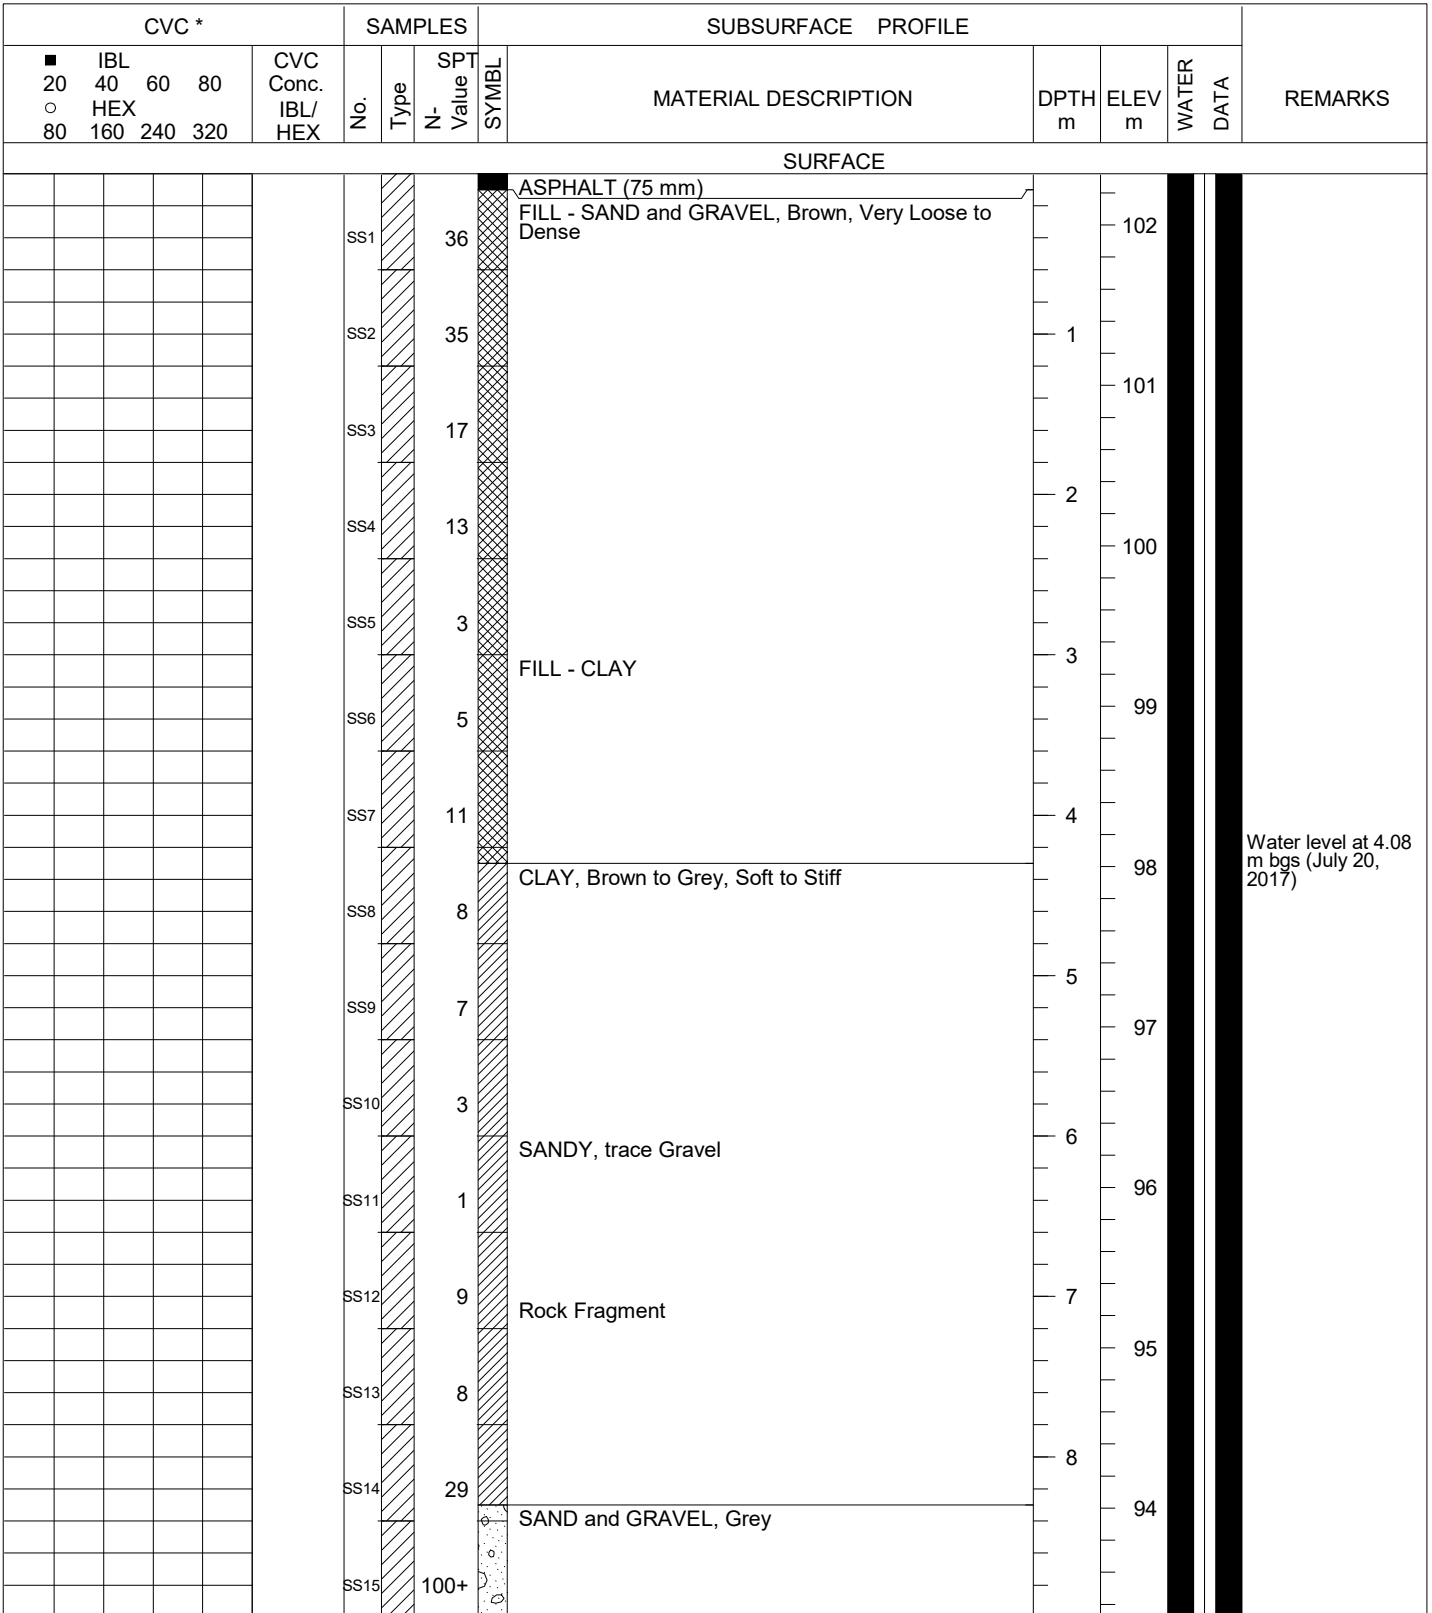 CVC *
SAMPLES
SUBSURFACE PROFILE
■ IBL
20 40 60 80
○ HEX
80 160 240 320
CVC
Conc.
IBL/
HEX
No.
Type
SPT
N-
Value
SYMBL
MATERIAL DESCRIPTION
DPTH
m
ELEV
m
WATER
DATA
REMARKS
SURFACE
ASPHALT (75 mm)
FILL - SAND and GRAVEL, Brown, Very Loose to
Dense
102
SS1 36
SS2 35 1
101
SS3 17
2
SS4 13
100
SS5 3
3
FILL - CLAY
99
SS6 5
SS7 11 4
Water level at 4.08
m bgs (July 20,
2017)
98
CLAY, Brown to Grey, Soft to Stiff
SS8 8
5
SS9 7
97
SS10 3
6
SANDY, trace Gravel
96
SS11 1
SS12 9 7
Rock Fragment
95
SS13 8
8
SS14 29
94
SAND and GRAVEL, Grey
SS15 100+